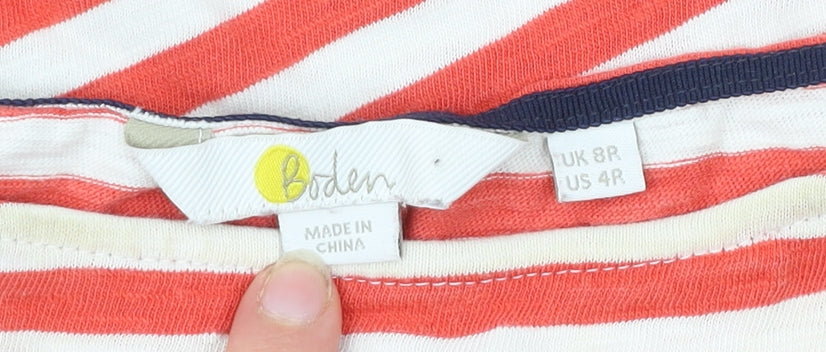 Boden
UK 8R
US 4R
MADE IN
CHINA